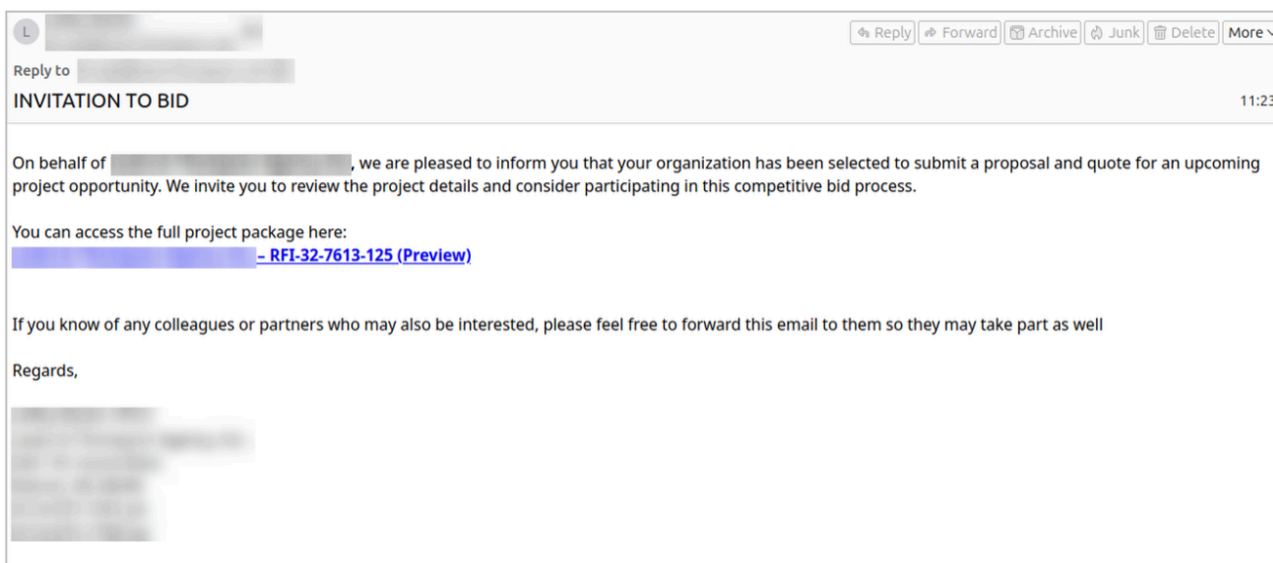 L
Reply
Forward
Archive
Junk
Delete
More
Reply to
INVITATION TO BID
11:23
On behalf of , we are pleased to inform you that your organization has been selected to submit a proposal and quote for an upcoming
project opportunity. We invite you to review the project details and consider participating in this competitive bid process.
You can access the full project package here:
– RFI-32-7613-125 (Preview)
If you know of any colleagues or partners who may also be interested, please feel free to forward this email to them so they may take part as well
Regards,